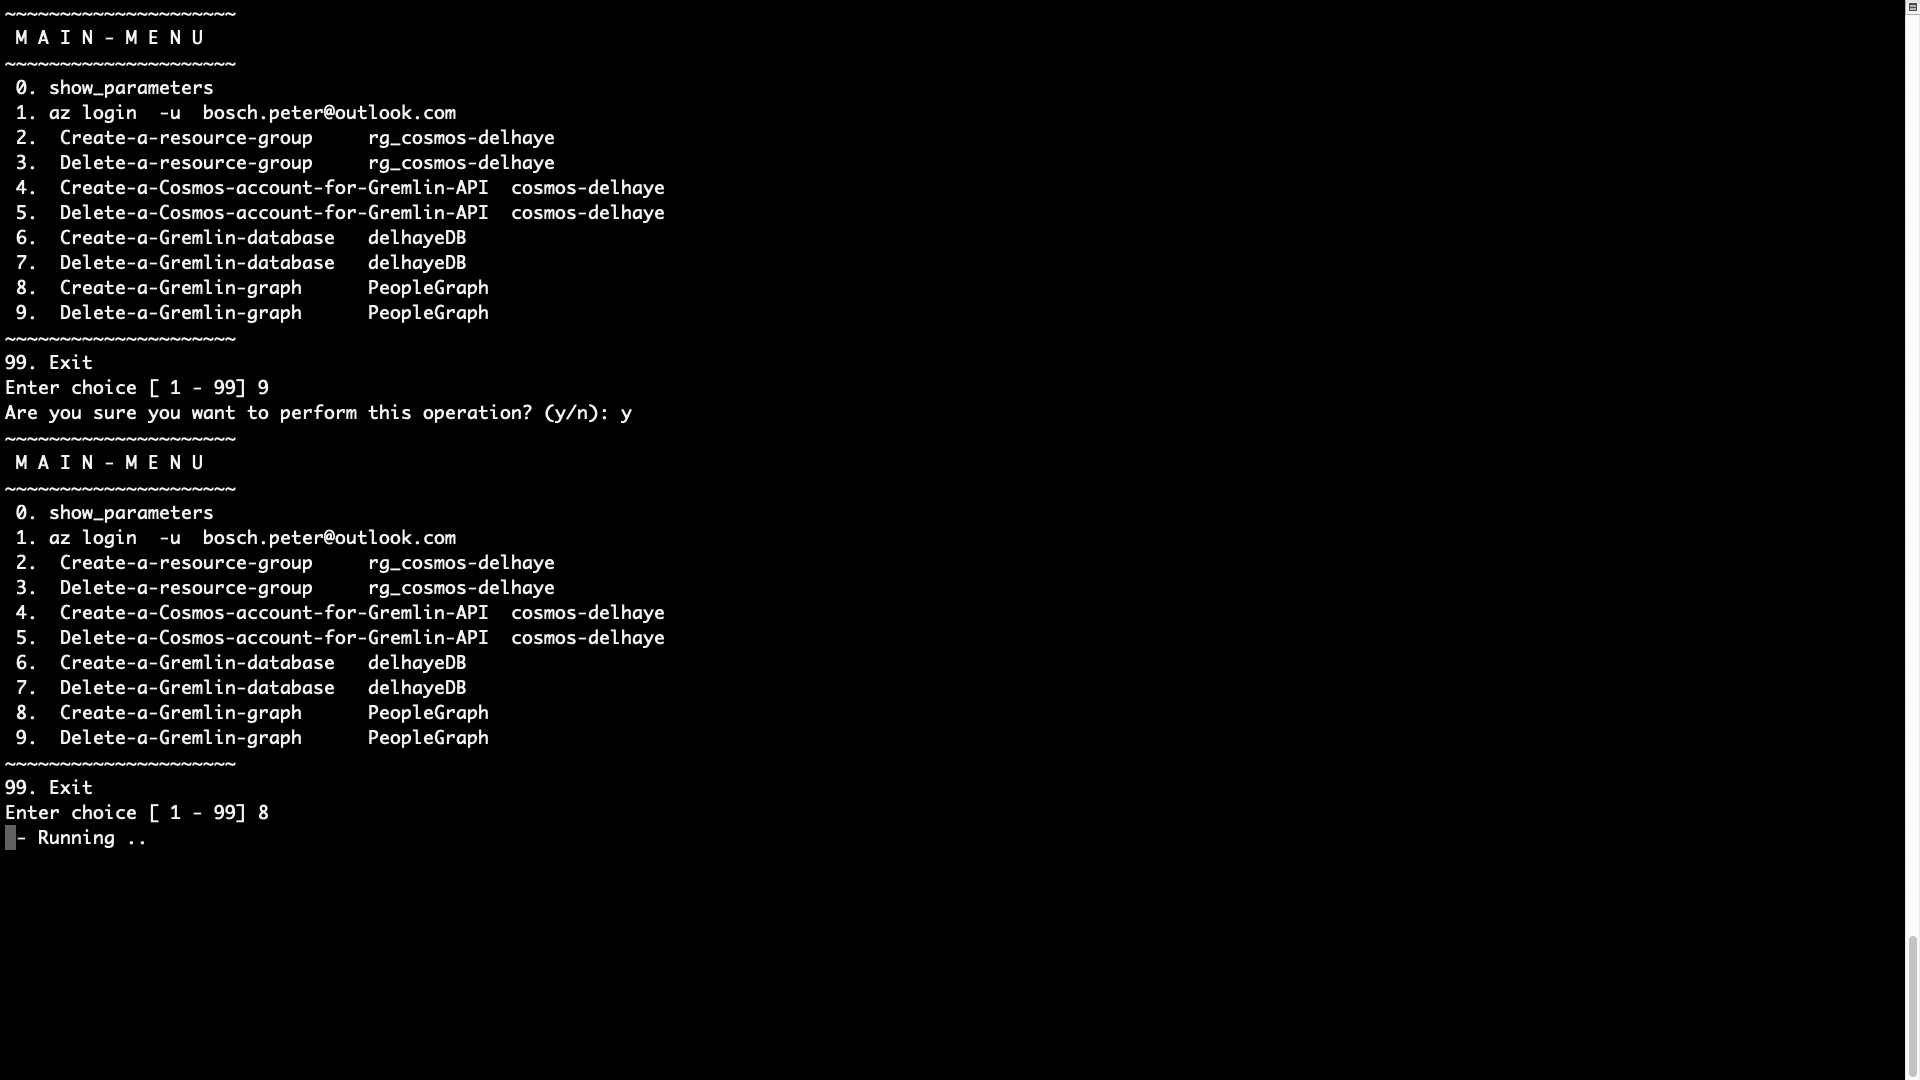 ~~~~~~~~~~~~~~~~~~~~~
 M A I N - M E N U
~~~~~~~~~~~~~~~~~~~~~
 0. show_parameters
 1. az login  -u  bosch.peter@outlook.com
 2.  Create-a-resource-group     rg_cosmos-delhaye
 3.  Delete-a-resource-group     rg_cosmos-delhaye
 4.  Create-a-Cosmos-account-for-Gremlin-API  cosmos-delhaye
 5.  Delete-a-Cosmos-account-for-Gremlin-API  cosmos-delhaye
 6.  Create-a-Gremlin-database   delhayeDB
 7.  Delete-a-Gremlin-database   delhayeDB
 8.  Create-a-Gremlin-graph      PeopleGraph
 9.  Delete-a-Gremlin-graph      PeopleGraph
~~~~~~~~~~~~~~~~~~~~~
99. Exit
Enter choice [ 1 - 99] 9
Are you sure you want to perform this operation? (y/n): y
~~~~~~~~~~~~~~~~~~~~~
 M A I N - M E N U
~~~~~~~~~~~~~~~~~~~~~
 0. show_parameters
 1. az login  -u  bosch.peter@outlook.com
 2.  Create-a-resource-group     rg_cosmos-delhaye
 3.  Delete-a-resource-group     rg_cosmos-delhaye
 4.  Create-a-Cosmos-account-for-Gremlin-API  cosmos-delhaye
 5.  Delete-a-Cosmos-account-for-Gremlin-API  cosmos-delhaye
 6.  Create-a-Gremlin-database   delhayeDB
 7.  Delete-a-Gremlin-database   delhayeDB
 8.  Create-a-Gremlin-graph      PeopleGraph
 9.  Delete-a-Gremlin-graph      PeopleGraph
~~~~~~~~~~~~~~~~~~~~~
99. Exit
Enter choice [ 1 - 99] 8
 - Running ..